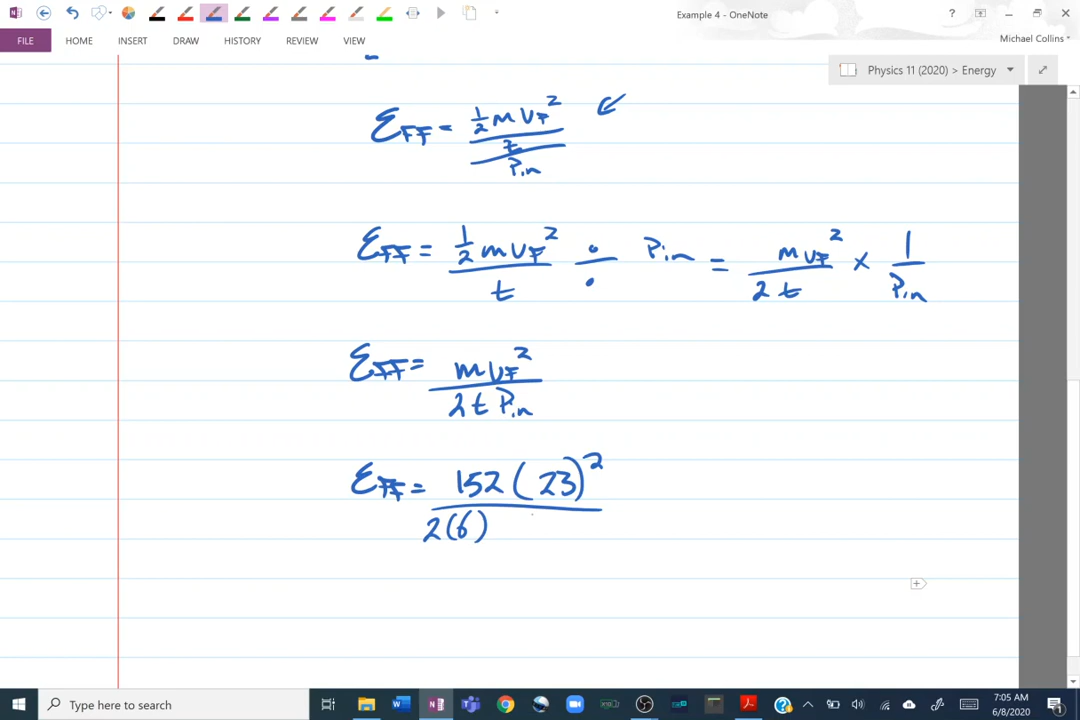 Example 4 - OneNote
?
Michael Collins
FILE HOME INSERT DRAW HISTORY REVIEW VIEW
Physics 11 (2020) > Energy
Eff = ½mvf²/t/Pin
Eff = ½mvf²/t ÷ Pin = mvf²/2t × 1/Pin
Eff = mvf²/2tPin
Eff = 152(23)²/2(6)
Type here to search
7:05 AM
6/8/2020